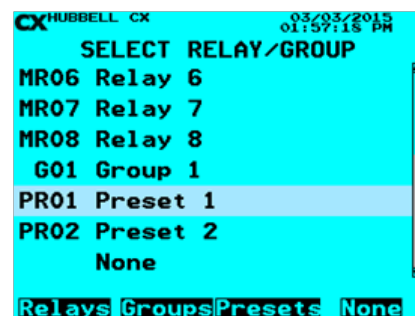 CX HUBBELL CX 03/03/2015
01:57:18 PM
SELECT RELAY/GROUP
MR06 Relay 6
MR07 Relay 7
MR08 Relay 8
G01 Group 1
PR01 Preset 1
PR02 Preset 2
None
Relays Groups Presets None